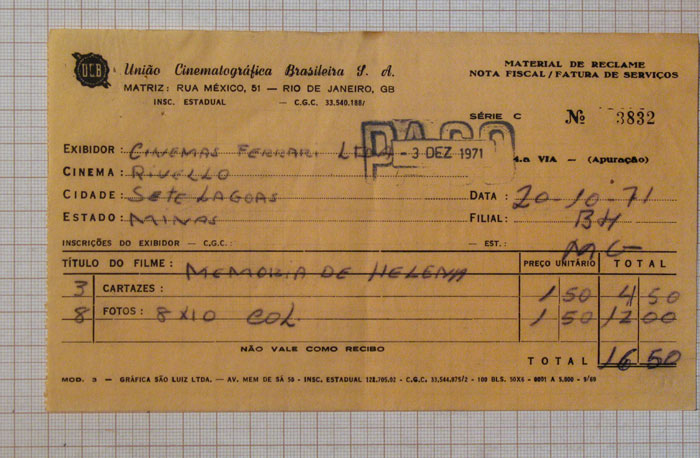 UCB União Cinematográfica Brasileira S. A.
MATRIZ: RUA MÉXICO, 51 — RIO DE JANEIRO, GB
INSC. ESTADUAL — C.G.C. 33.540.188/
MATERIAL DE RECLAME
NOTA FISCAL/FATURA DE SERVIÇOS
SÉRIE C Nº 3832
PAGO
- 3 DEZ 1971
4.a VIA — (Apuração)
EXIBIDOR: CINEMAS FERRARI LTDA
CINEMA: RIVELLO
CIDADE: SETE LAGOAS
DATA: 20-10-71
ESTADO: MINAS
FILIAL: BH
INSCRIÇÕES DO EXIBIDOR — C.G.C.: — EST.: MG
TÍTULO DO FILME: MEMORIA DE HELENA PREÇO UNITÁRIO TOTAL
3 CARTAZES: 1 50 4 50
8 FOTOS: 8X10 COL. 1 50 12 00
NÃO VALE COMO RECIBO
TOTAL 16 50
MOD. 3 — GRÁFICA SÃO LUIZ LTDA. — AV. MEM DE SÁ 50 - INSC. ESTADUAL 122.705.02 - C.G.C. 33,544,875/2 - 100 BLS. 50X6 - 0001 A 5.000 - 9/69